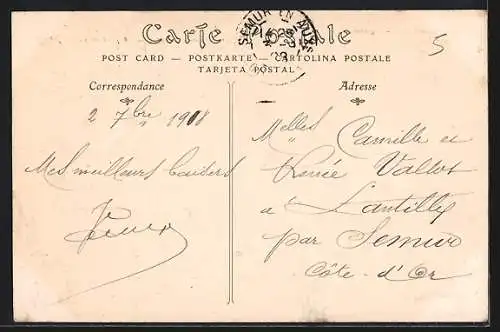 Carte Postale
SEMUR EN AUXOIS
5
POST CARD — POSTKARTE — CARTOLINA POSTALE
TARJETA POSTAL
Correspondance
2 7bre 1908
Mes meilleurs baisers
Adresse
Melles Camille et
Renée Vallot
à Lantilly
par Semur
Côte-d'Or